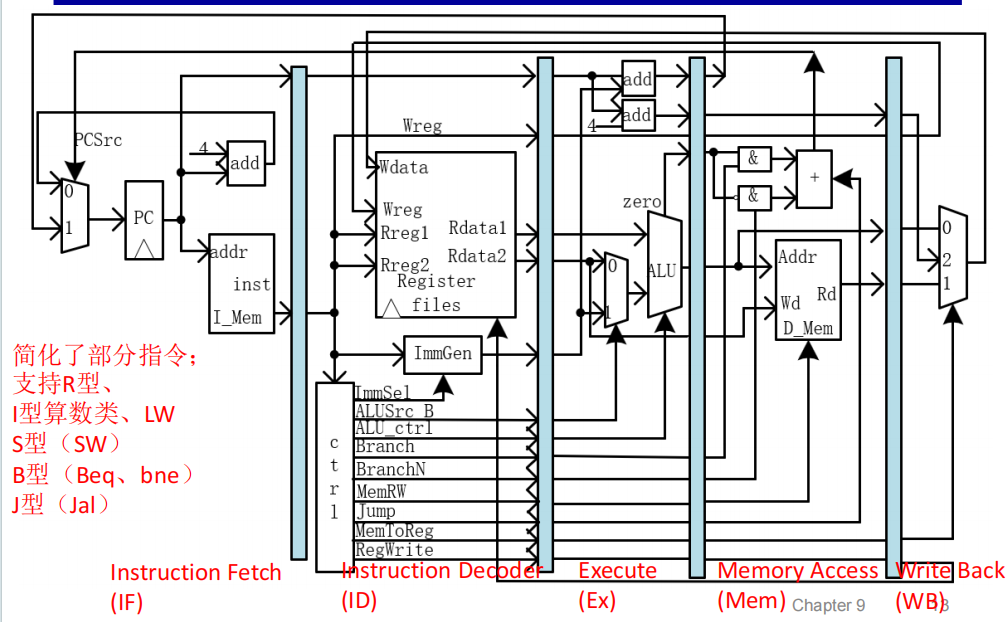 PCSrc
0
1
PC
4
add
addr
inst
I_Mem
Wreg
Wdata
Wreg
Rreg1
Rreg2
Rdata1
Rdata2
Register
files
ImmGen
add
add
4
zero
0
1
ALU
&
&
+
Addr
Wd
Rd
D_Mem
0
2
1
ctrl
ImmSel
ALUSrc_B
ALU_ctrl
Branch
BranchN
MemRW
Jump
MemToReg
RegWrite
简化了部分指令；
支持R型、
I型算数类、LW
S型（SW）
B型（Beq、bne）
J型（Jal）
Instruction Fetch
(IF)
Instruction Decoder
(ID)
Execute
(Ex)
Memory Access
(Mem)
Write Back
(WB)
Chapter 9